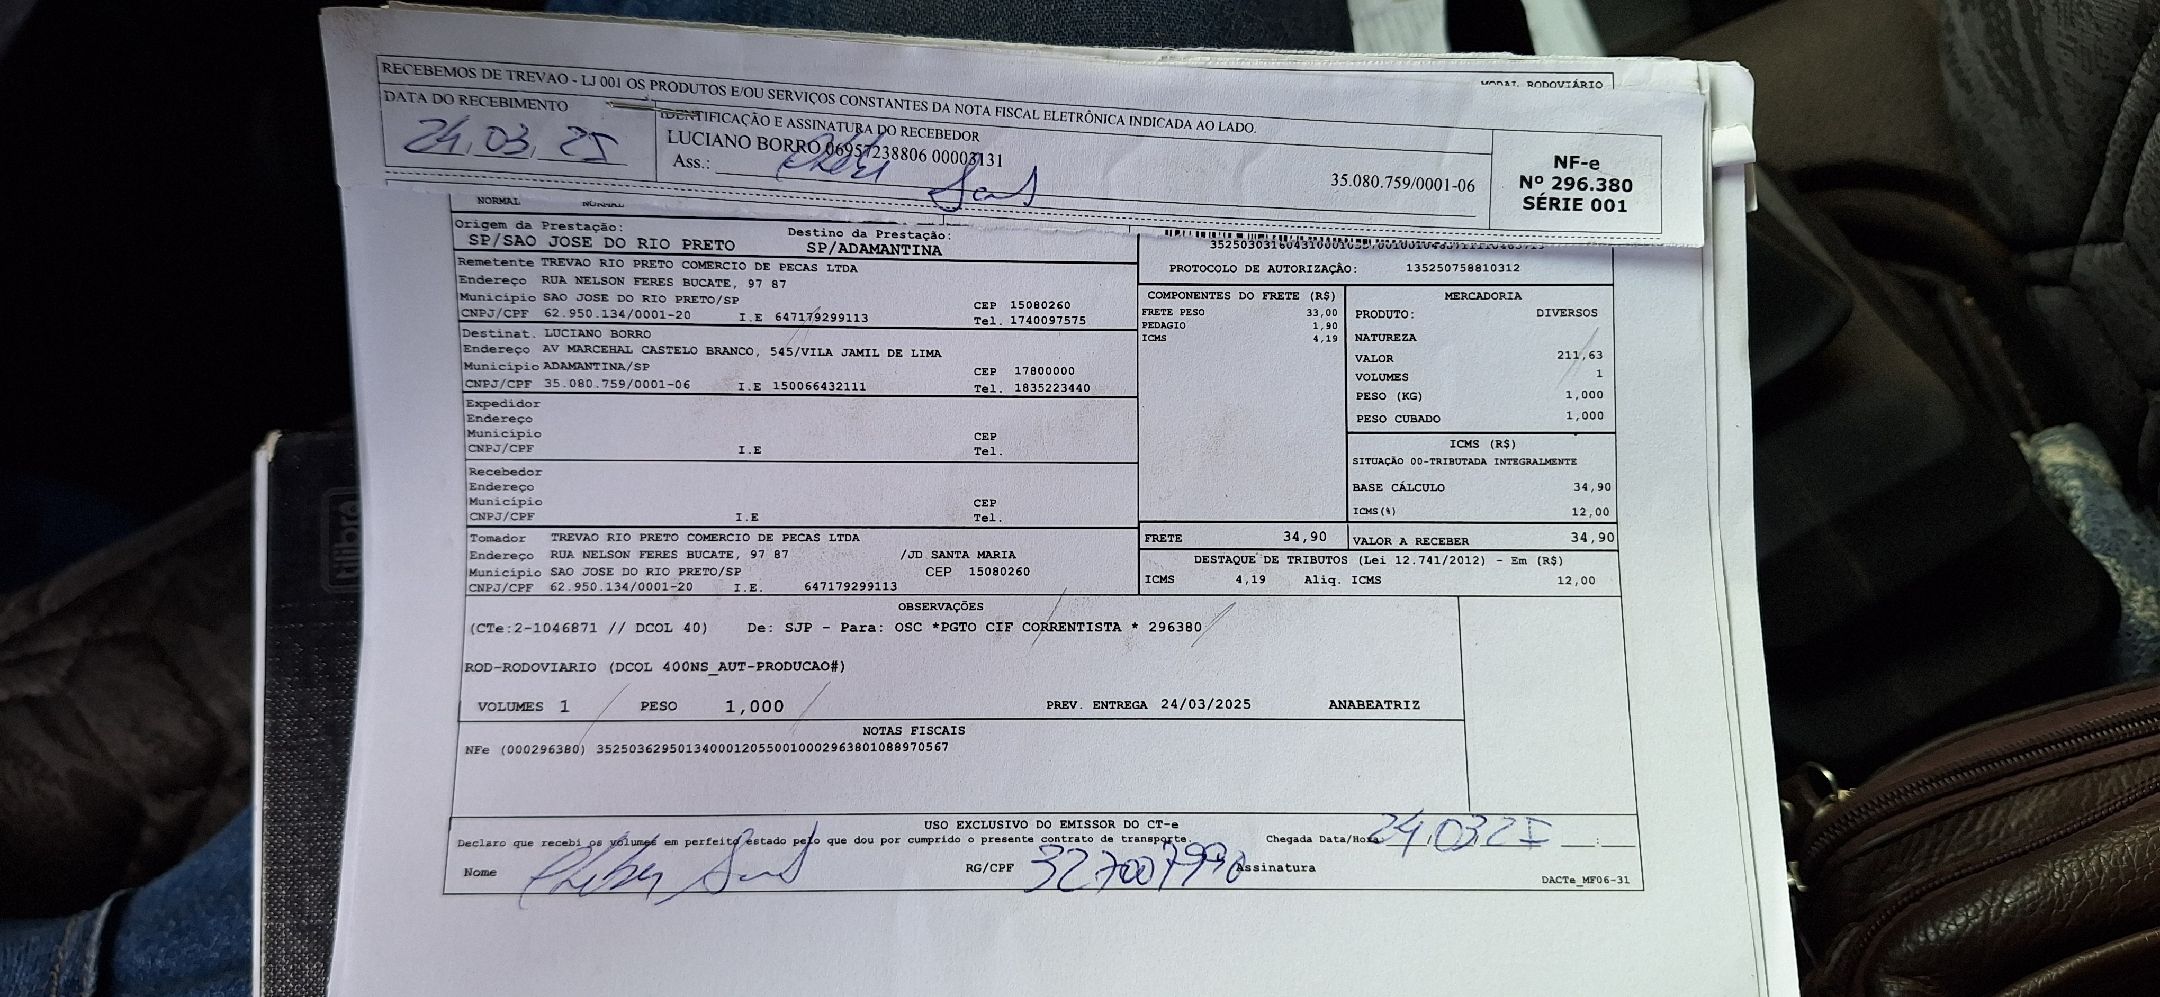 MODAL RODOVIÁRIO
RECEBEMOS DE TREVAO - LJ 001 OS PRODUTOS E/OU SERVIÇOS CONSTANTES DA NOTA FISCAL ELETRÔNICA INDICADA AO LADO.
DATA DO RECEBIMENTO
24.03.25
IDENTIFICAÇÃO E ASSINATURA DO RECEBEDOR
LUCIANO BORRO 06957238806 00003131
Ass.:
35.080.759/0001-06
NF-e
Nº 296.380
SÉRIE 001
NORMAL NORMAL
Origem da Prestação: Destino da Prestação:
SP/SAO JOSE DO RIO PRETO SP/ADAMANTINA
PROTOCOLO DE AUTORIZAÇÃO: 135250758810312
Remetente TREVAO RIO PRETO COMERCIO DE PECAS LTDA
Endereço RUA NELSON FERES BUCATE, 97 87
Município SAO JOSE DO RIO PRETO/SP CEP 15080260
CNPJ/CPF 62.950.134/0001-20 I.E 647179299113 Tel. 1740097575
Destinat. LUCIANO BORRO
Endereço AV MARCEHAL CASTELO BRANCO, 545/VILA JAMIL DE LIMA
Município ADAMANTINA/SP CEP 17800000
CNPJ/CPF 35.080.759/0001-06 I.E 150066432111 Tel. 1835223440
Expedidor
Endereço
Município CEP
CNPJ/CPF I.E Tel.
Recebedor
Endereço
Município CEP
CNPJ/CPF I.E Tel.
Tomador TREVAO RIO PRETO COMERCIO DE PECAS LTDA
Endereço RUA NELSON FERES BUCATE, 97 87 /JD SANTA MARIA
Município SAO JOSE DO RIO PRETO/SP CEP 15080260
CNPJ/CPF 62.950.134/0001-20 I.E. 647179299113
COMPONENTES DO FRETE (R$)
FRETE PESO 33,00
PEDAGIO 1,90
ICMS 4,19
MERCADORIA
PRODUTO: DIVERSOS
NATUREZA
VALOR 211,63
VOLUMES 1
PESO (KG) 1,000
PESO CUBADO 1,000
ICMS (R$)
SITUAÇÃO 00-TRIBUTADA INTEGRALMENTE
BASE CÁLCULO 34,90
ICMS(%) 12,00
FRETE 34,90 VALOR A RECEBER 34,90
DESTAQUE DE TRIBUTOS (Lei 12.741/2012) - Em (R$)
ICMS 4,19 Aliq. ICMS 12,00
OBSERVAÇÕES
(CTe:2-1046871 // DCOL 40) De: SJP - Para: OSC *PGTO CIF CORRENTISTA * 296380
ROD-RODOVIARIO (DCOL 400NS_AUT-PRODUCAO#)
VOLUMES 1 PESO 1,000 PREV. ENTREGA 24/03/2025 ANABEATRIZ
NOTAS FISCAIS
NFe (000296380) 35250362950134000120550010002963801088970567
USO EXCLUSIVO DO EMISSOR DO CT-e
Declaro que recebi os volumes em perfeito estado pelo que dou por cumprido o presente contrato de transporte. Chegada Data/Hora 24.03.25 __:__
Nome RG/CPF Assinatura
DACTe_MF06-31